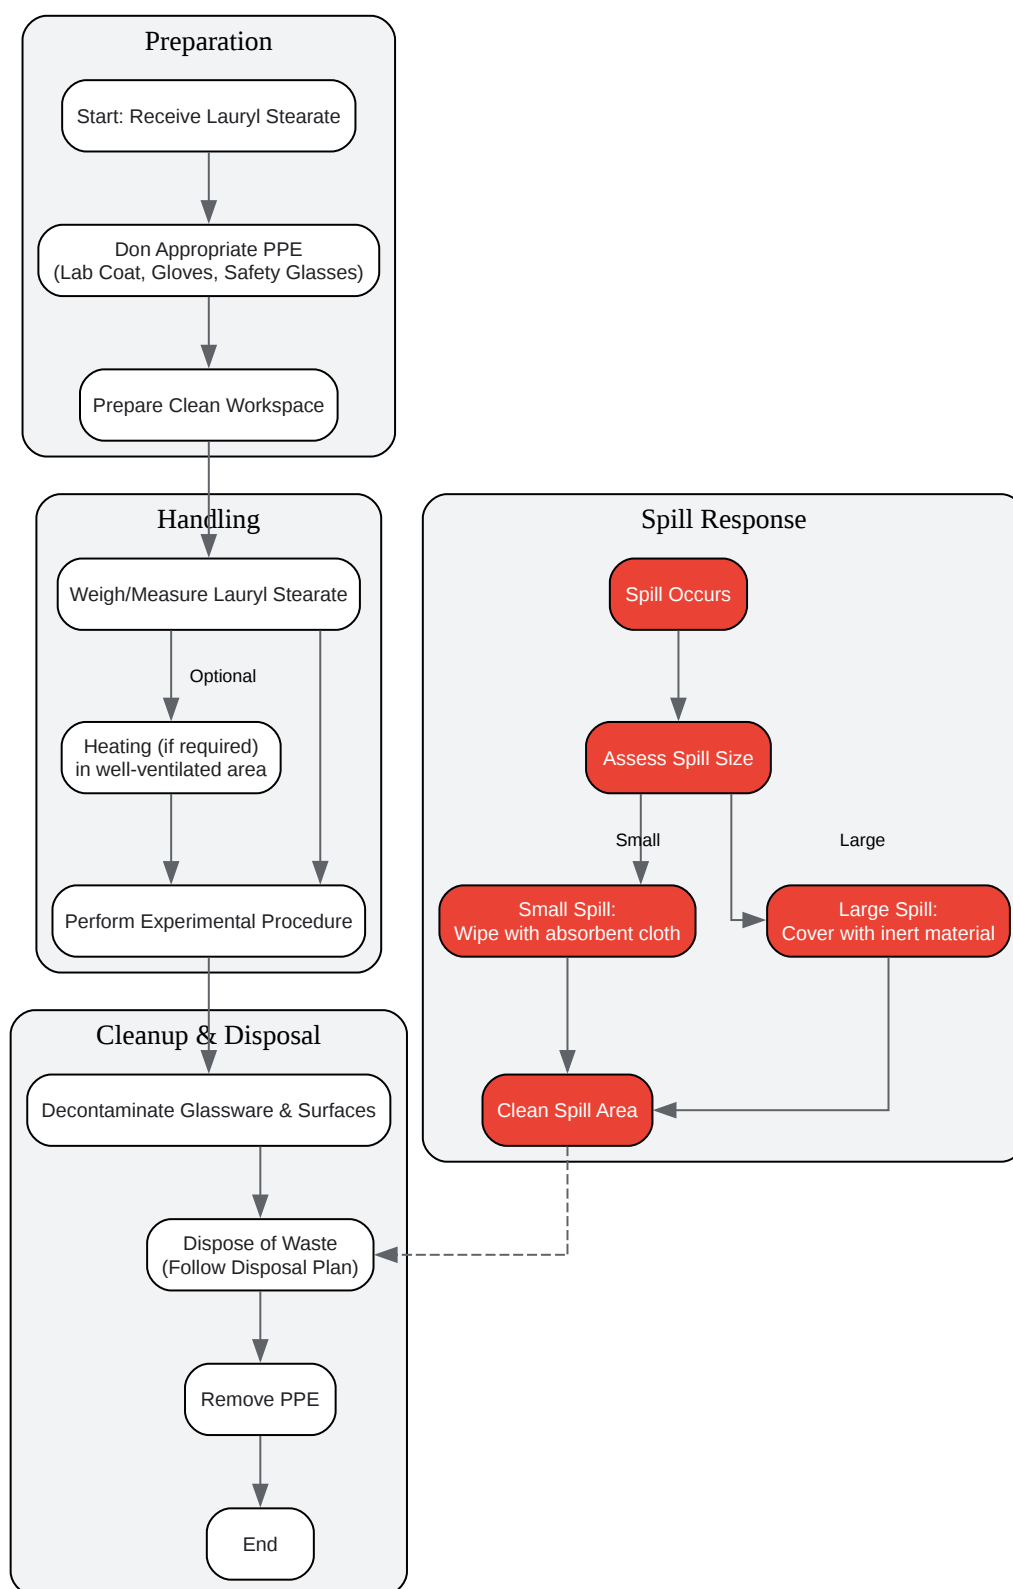 Preparation
Start: Receive Lauryl Stearate
Don Appropriate PPE
(Lab Coat, Gloves, Safety Glasses)
Prepare Clean Workspace
Handling
Weigh/Measure Lauryl Stearate
Optional
Heating (if required)
in well-ventilated area
Perform Experimental Procedure
Spill Response
Spill Occurs
Assess Spill Size
Small
Large
Small Spill:
Wipe with absorbent cloth
Large Spill:
Cover with inert material
Clean Spill Area
Cleanup & Disposal
Decontaminate Glassware & Surfaces
Dispose of Waste
(Follow Disposal Plan)
Remove PPE
End